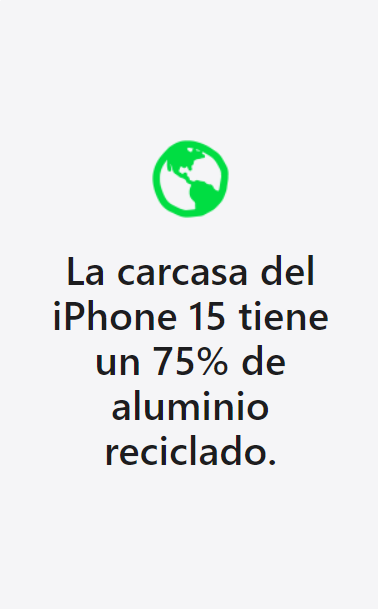 La carcasa del
iPhone 15 tiene
un 75% de
aluminio
reciclado.